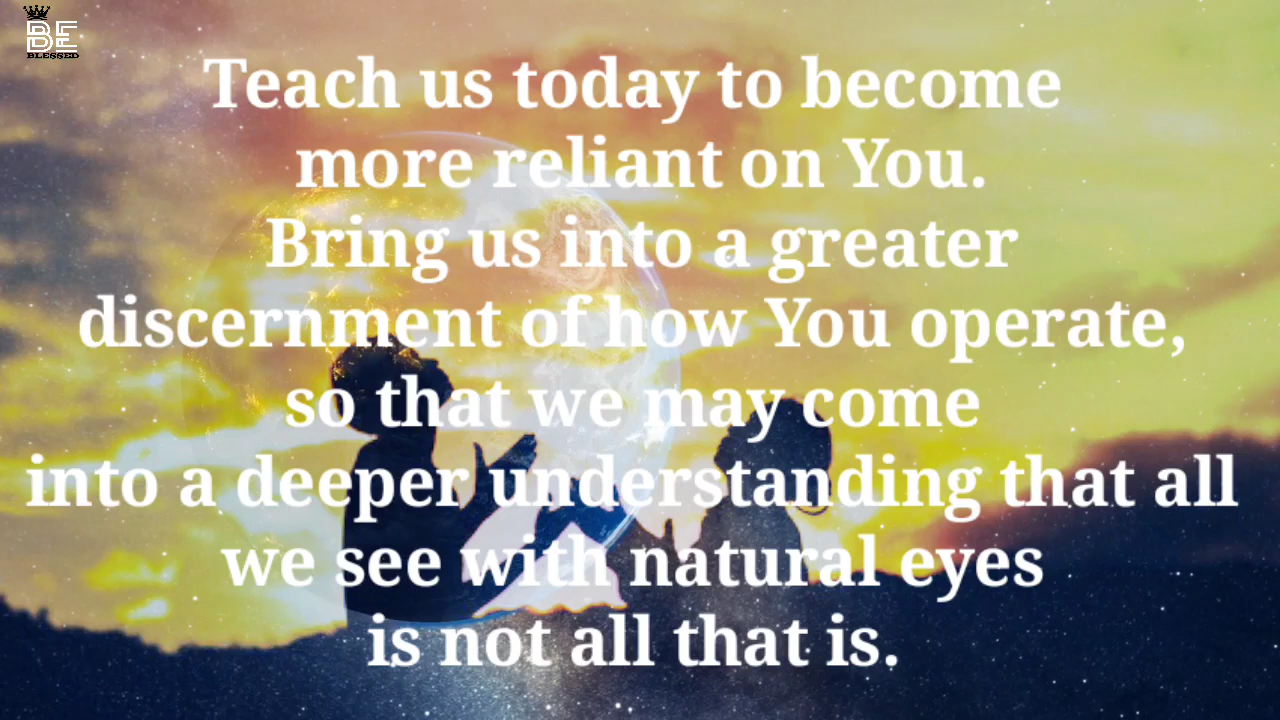 BE
BLESSED
Teach us today to become
more reliant on You.
Bring us into a greater
discernment of how You operate,
so that we may come
into a deeper understanding that all
we see with natural eyes
is not all that is.